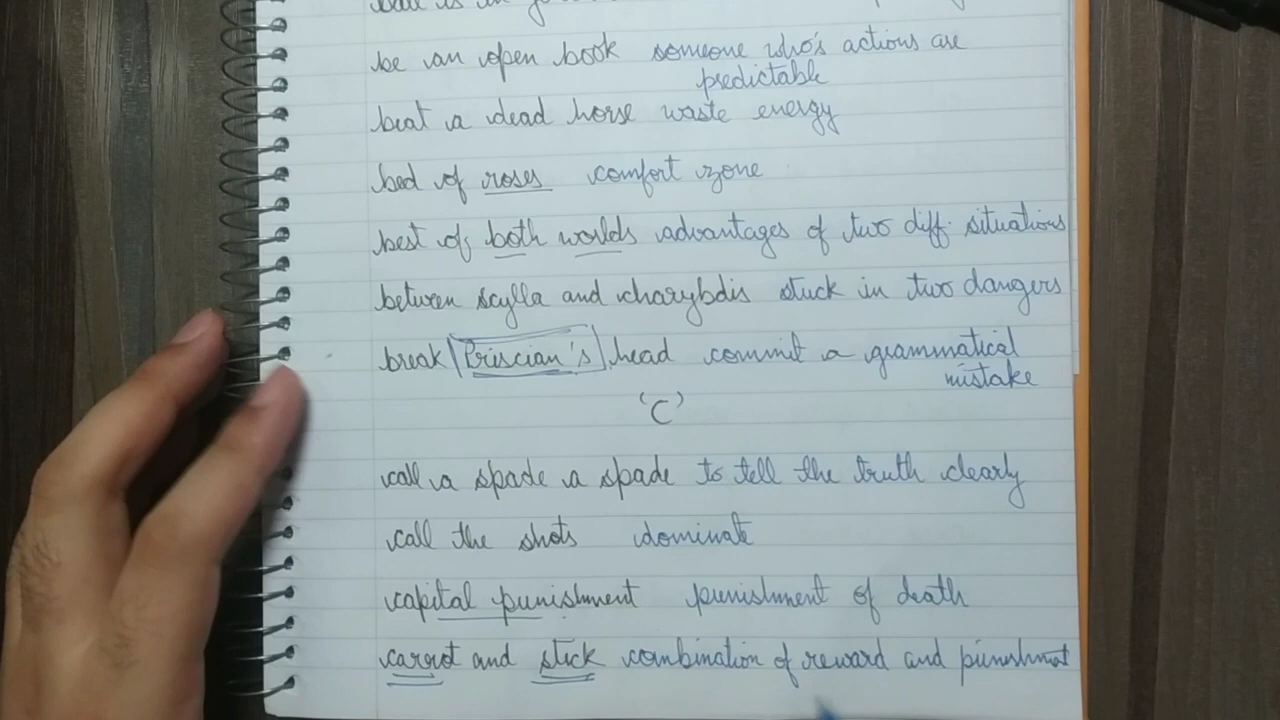 be an open book someone who's actions are
predictable
beat a dead horse waste energy
bed of roses comfort zone
best of both worlds advantages of two diff. situations
between scylla and charybdis stuck in two dangers
break Priscian's head commit a grammatical
mistake
'C'
call a spade a spade to tell the truth clearly
call the shots dominate
capital punishment punishment of death
carrot and stick combination of reward and punishment